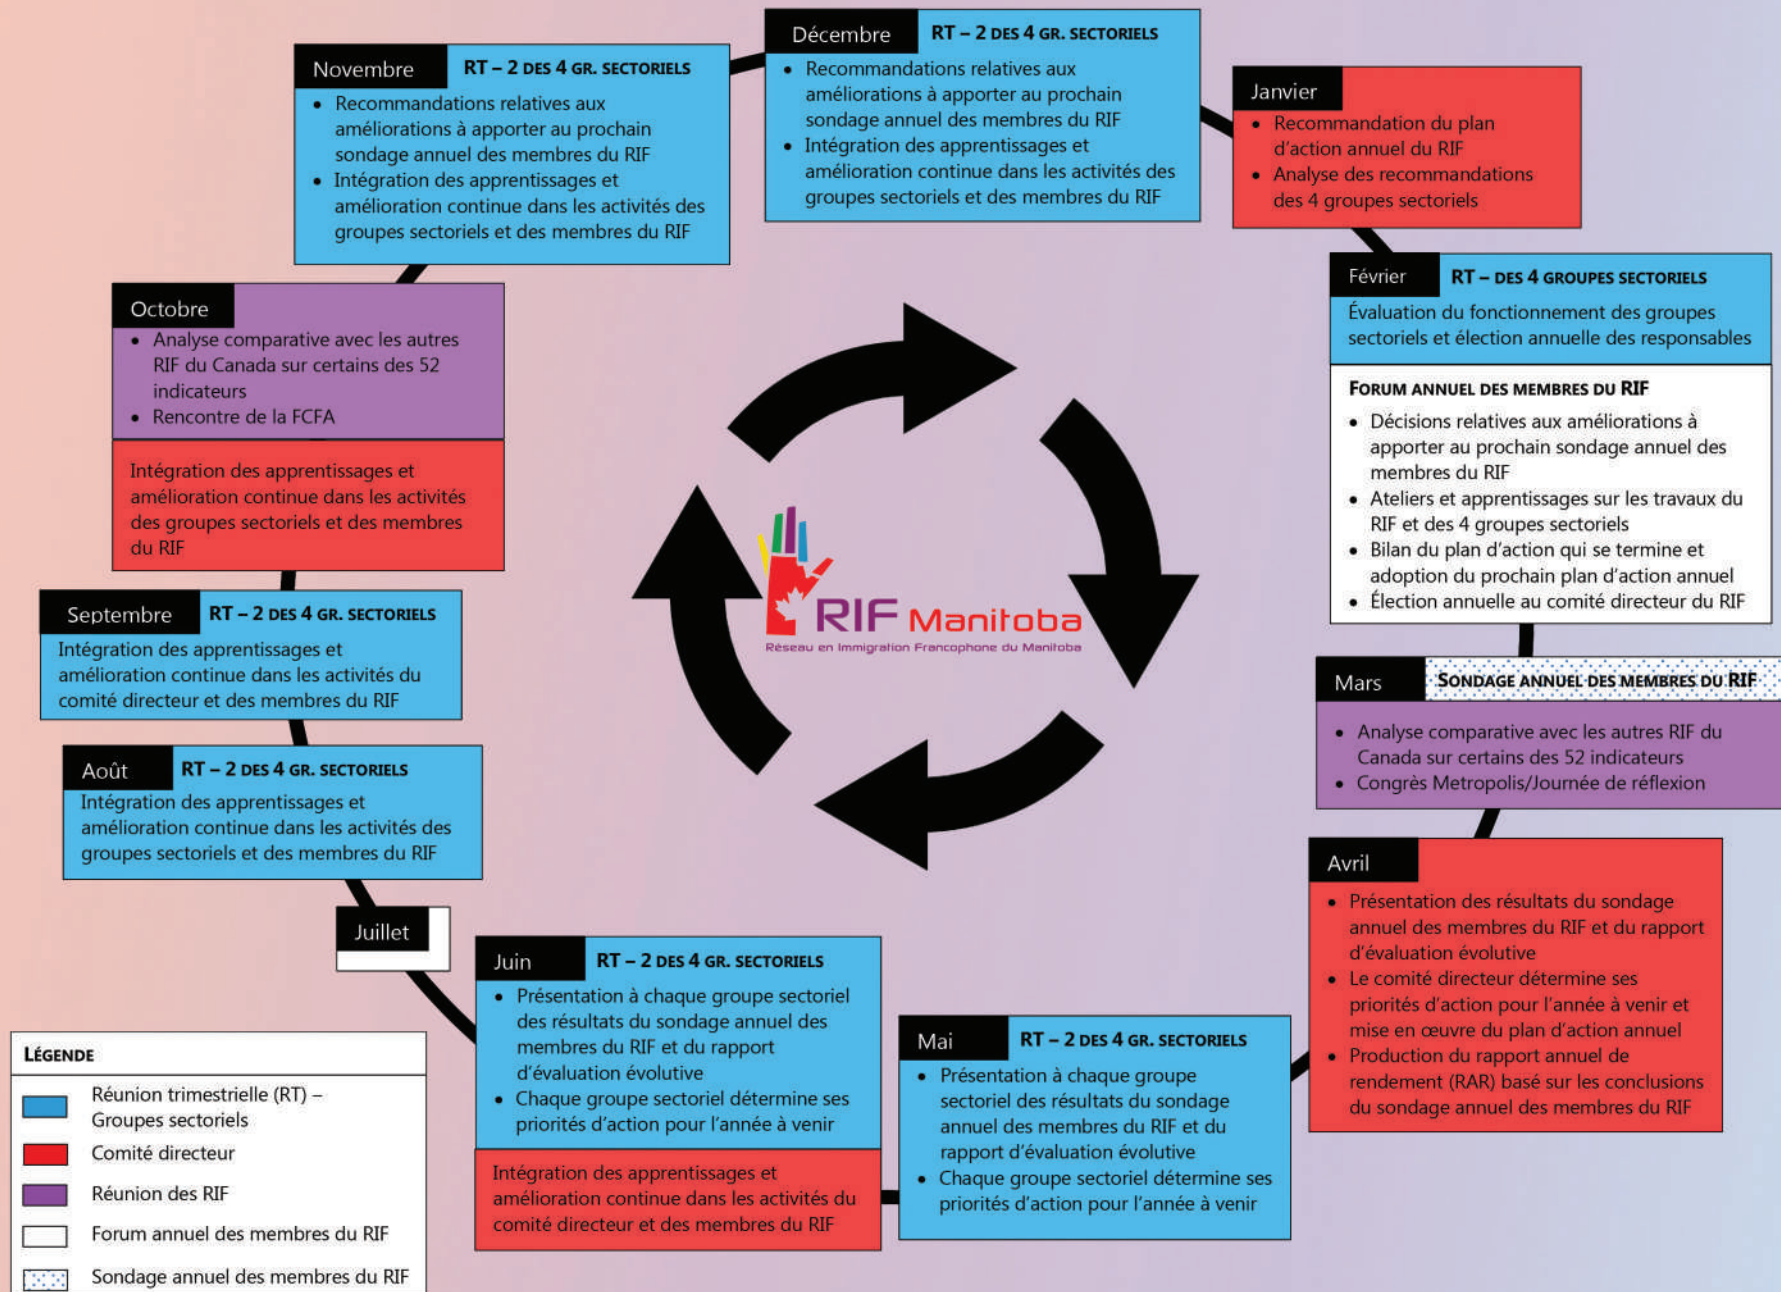 Novembre
RT – 2 DES 4 GR. SECTORIELS
• Recommandations relatives aux
améliorations à apporter au prochain
sondage annuel des membres du RIF
• Intégration des apprentissages et
amélioration continue dans les activités des
groupes sectoriels et des membres du RIF
Décembre
RT – 2 DES 4 GR. SECTORIELS
• Recommandations relatives aux
améliorations à apporter au prochain
sondage annuel des membres du RIF
• Intégration des apprentissages et
amélioration continue dans les activités des
groupes sectoriels et des membres du RIF
Janvier
• Recommandation du plan
d'action annuel du RIF
• Analyse des recommandations
des 4 groupes sectoriels
Février
RT – DES 4 GROUPES SECTORIELS
Évaluation du fonctionnement des groupes
sectoriels et élection annuelle des responsables
FORUM ANNUEL DES MEMBRES DU RIF
• Décisions relatives aux améliorations à
apporter au prochain sondage annuel des
membres du RIF
• Ateliers et apprentissages sur les travaux du
RIF et des 4 groupes sectoriels
• Bilan du plan d'action qui se termine et
adoption du prochain plan d'action annuel
• Élection annuelle au comité directeur du RIF
Mars
SONDAGE ANNUEL DES MEMBRES DU RIF
• Analyse comparative avec les autres RIF du
Canada sur certains des 52 indicateurs
• Congrès Metropolis/Journée de réflexion
Avril
• Présentation des résultats du sondage
annuel des membres du RIF et du rapport
d'évaluation évolutive
• Le comité directeur détermine ses
priorités d'action pour l'année à venir et
mise en œuvre du plan d'action annuel
• Production du rapport annuel de
rendement (RAR) basé sur les conclusions
du sondage annuel des membres du RIF
Mai
RT – 2 DES 4 GR. SECTORIELS
• Présentation à chaque groupe
sectoriel des résultats du sondage
annuel des membres du RIF et du
rapport d'évaluation évolutive
• Chaque groupe sectoriel détermine ses
priorités d'action pour l'année à venir
Juin
RT – 2 DES 4 GR. SECTORIELS
• Présentation à chaque groupe sectoriel
des résultats du sondage annuel des
membres du RIF et du rapport
d'évaluation évolutive
• Chaque groupe sectoriel détermine ses
priorités d'action pour l'année à venir
Intégration des apprentissages et
amélioration continue dans les activités du
comité directeur et des membres du RIF
Juillet
Août
RT – 2 DES 4 GR. SECTORIELS
Intégration des apprentissages et
amélioration continue dans les activités des
groupes sectoriels et des membres du RIF
Septembre
RT – 2 DES 4 GR. SECTORIELS
Intégration des apprentissages et
amélioration continue dans les activités du
comité directeur et des membres du RIF
Octobre
• Analyse comparative avec les autres
RIF du Canada sur certains des 52
indicateurs
• Rencontre de la FCFA
Intégration des apprentissages et
amélioration continue dans les activités
des groupes sectoriels et des membres
du RIF
RIF Manitoba
Réseau en Immigration Francophone du Manitoba
LÉGENDE
Réunion trimestrielle (RT) –
Groupes sectoriels
Comité directeur
Réunion des RIF
Forum annuel des membres du RIF
Sondage annuel des membres du RIF